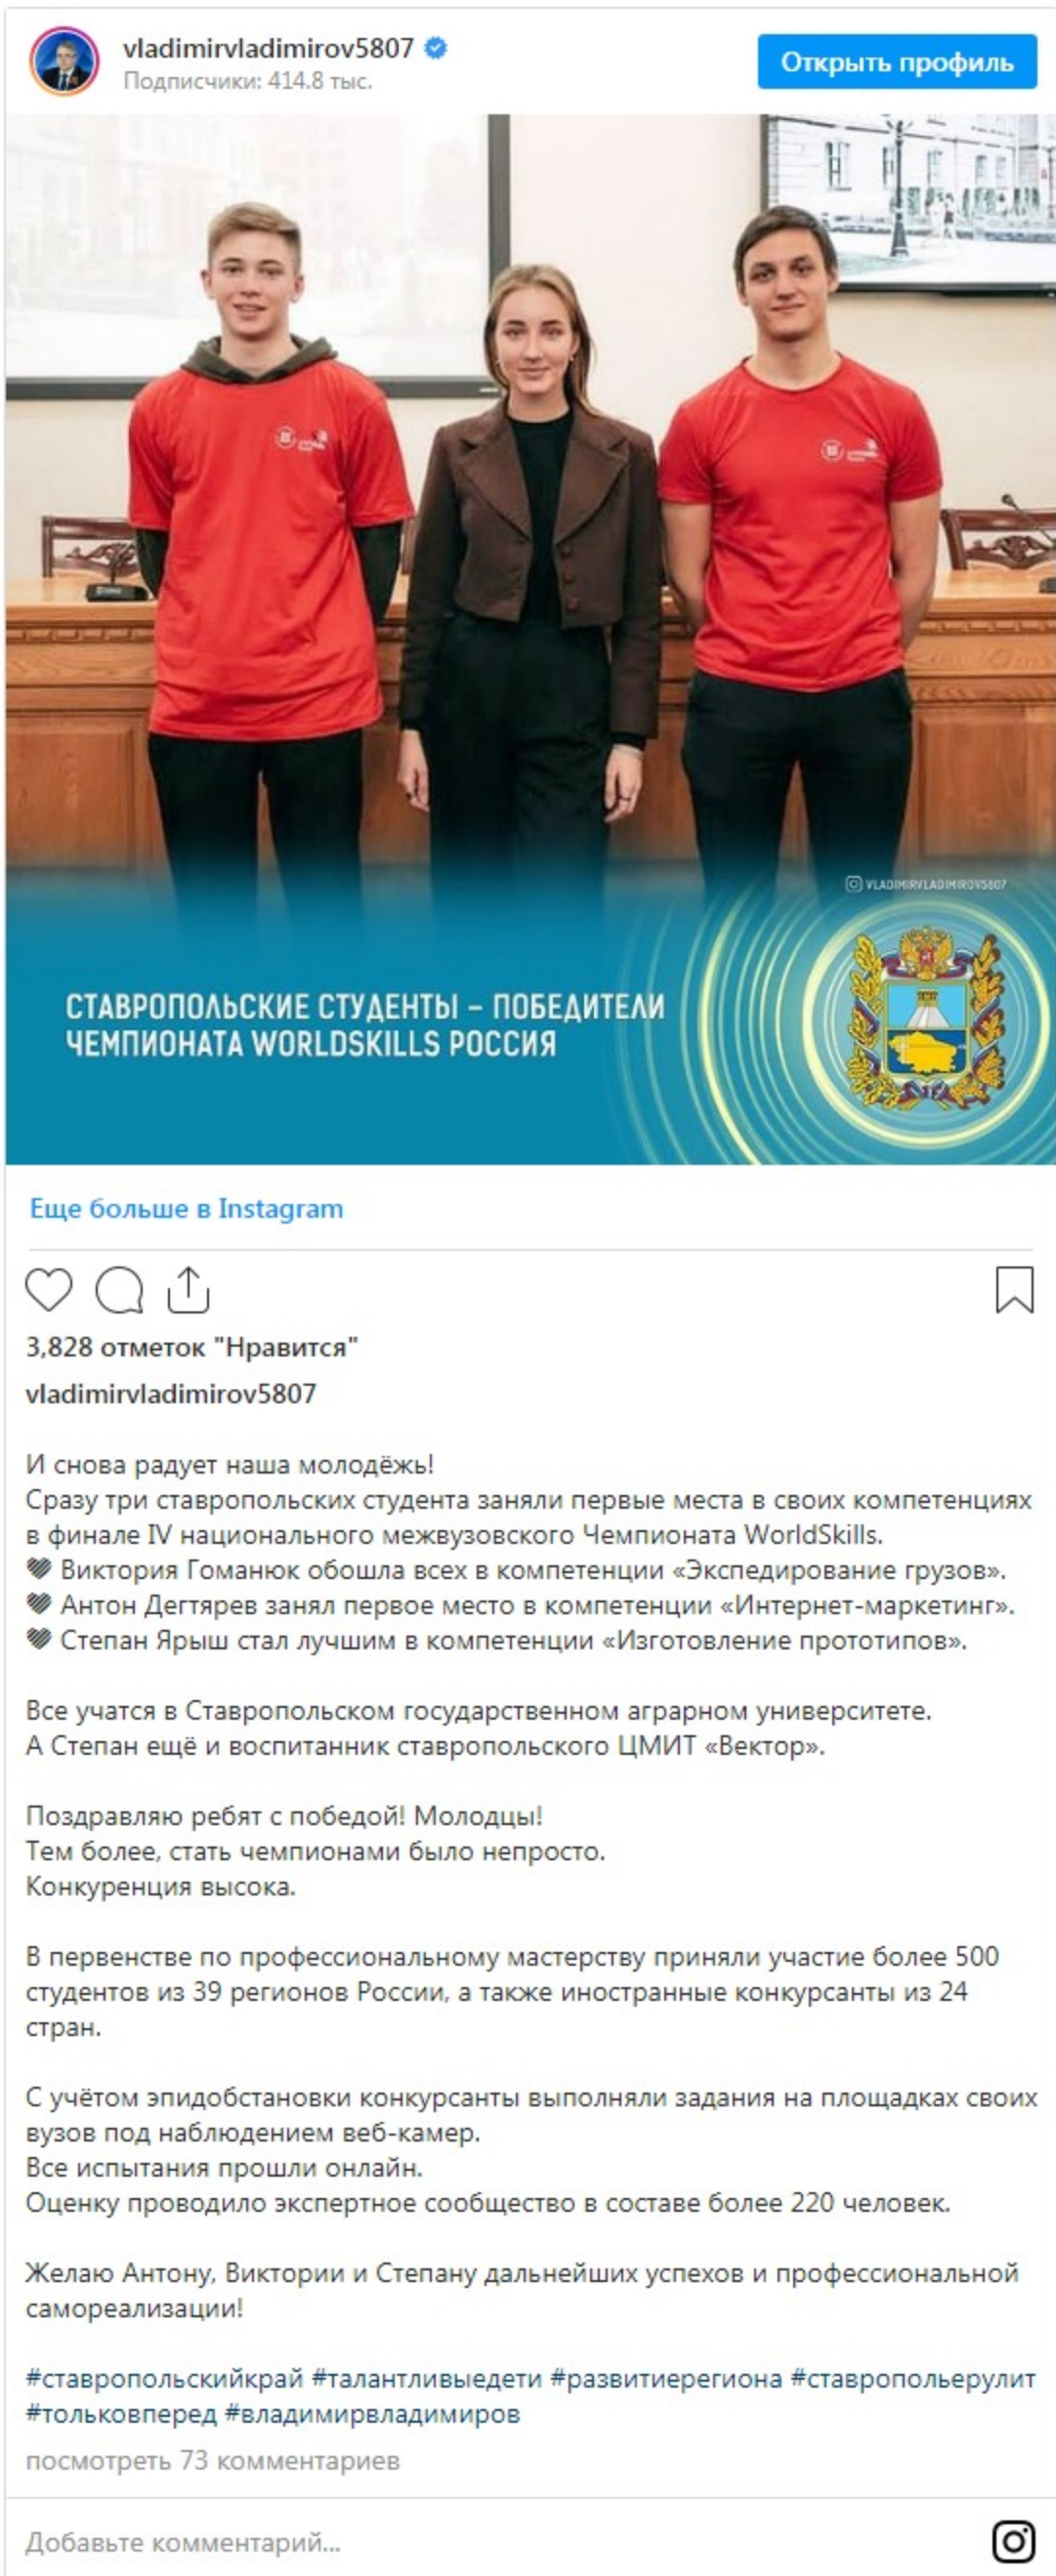 vladimirvladimirov5807
Подписчики: 414.8 тыс.
Открыть профиль
VLADIMIRVLADIMIROV5807
СТАВРОПОЛЬСКИЕ СТУДЕНТЫ – ПОБЕДИТЕЛИ
ЧЕМПИОНАТА WORLDSKILLS РОССИЯ
Еще больше в Instagram
3,828 отметок "Нравится"
vladimirvladimirov5807
И снова радует наша молодёжь!
Сразу три ставропольских студента заняли первые места в своих компетенциях
в финале IV национального межвузовского Чемпионата WorldSkills.
🖤 Виктория Гоманюк обошла всех в компетенции «Экспедирование грузов».
🖤 Антон Дегтярев занял первое место в компетенции «Интернет-маркетинг».
🖤 Степан Ярыш стал лучшим в компетенции «Изготовление прототипов».
Все учатся в Ставропольском государственном аграрном университете.
А Степан ещё и воспитанник ставропольского ЦМИТ «Вектор».
Поздравляю ребят с победой! Молодцы!
Тем более, стать чемпионами было непросто.
Конкуренция высока.
В первенстве по профессиональному мастерству приняли участие более 500
студентов из 39 регионов России, а также иностранные конкурсанты из 24
стран.
С учётом эпидобстановки конкурсанты выполняли задания на площадках своих
вузов под наблюдением веб-камер.
Все испытания прошли онлайн.
Оценку проводило экспертное сообщество в составе более 220 человек.
Желаю Антону, Виктории и Степану дальнейших успехов и профессиональной
самореализации!
#ставропольскийкрай #талантливыедети #развитиерегиона #ставропольерулит
#тольковперед #владимирвладимиров
посмотреть 73 комментариев
Добавьте комментарий...